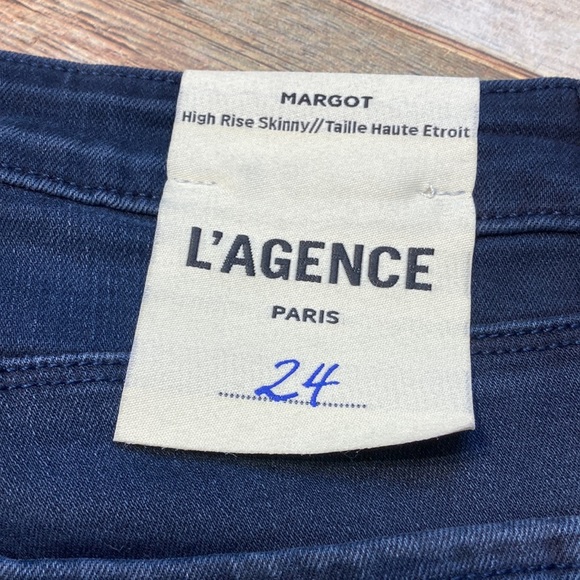 MARGOT
High Rise Skinny//Taille Haute Etroit
L'AGENCE
PARIS
24